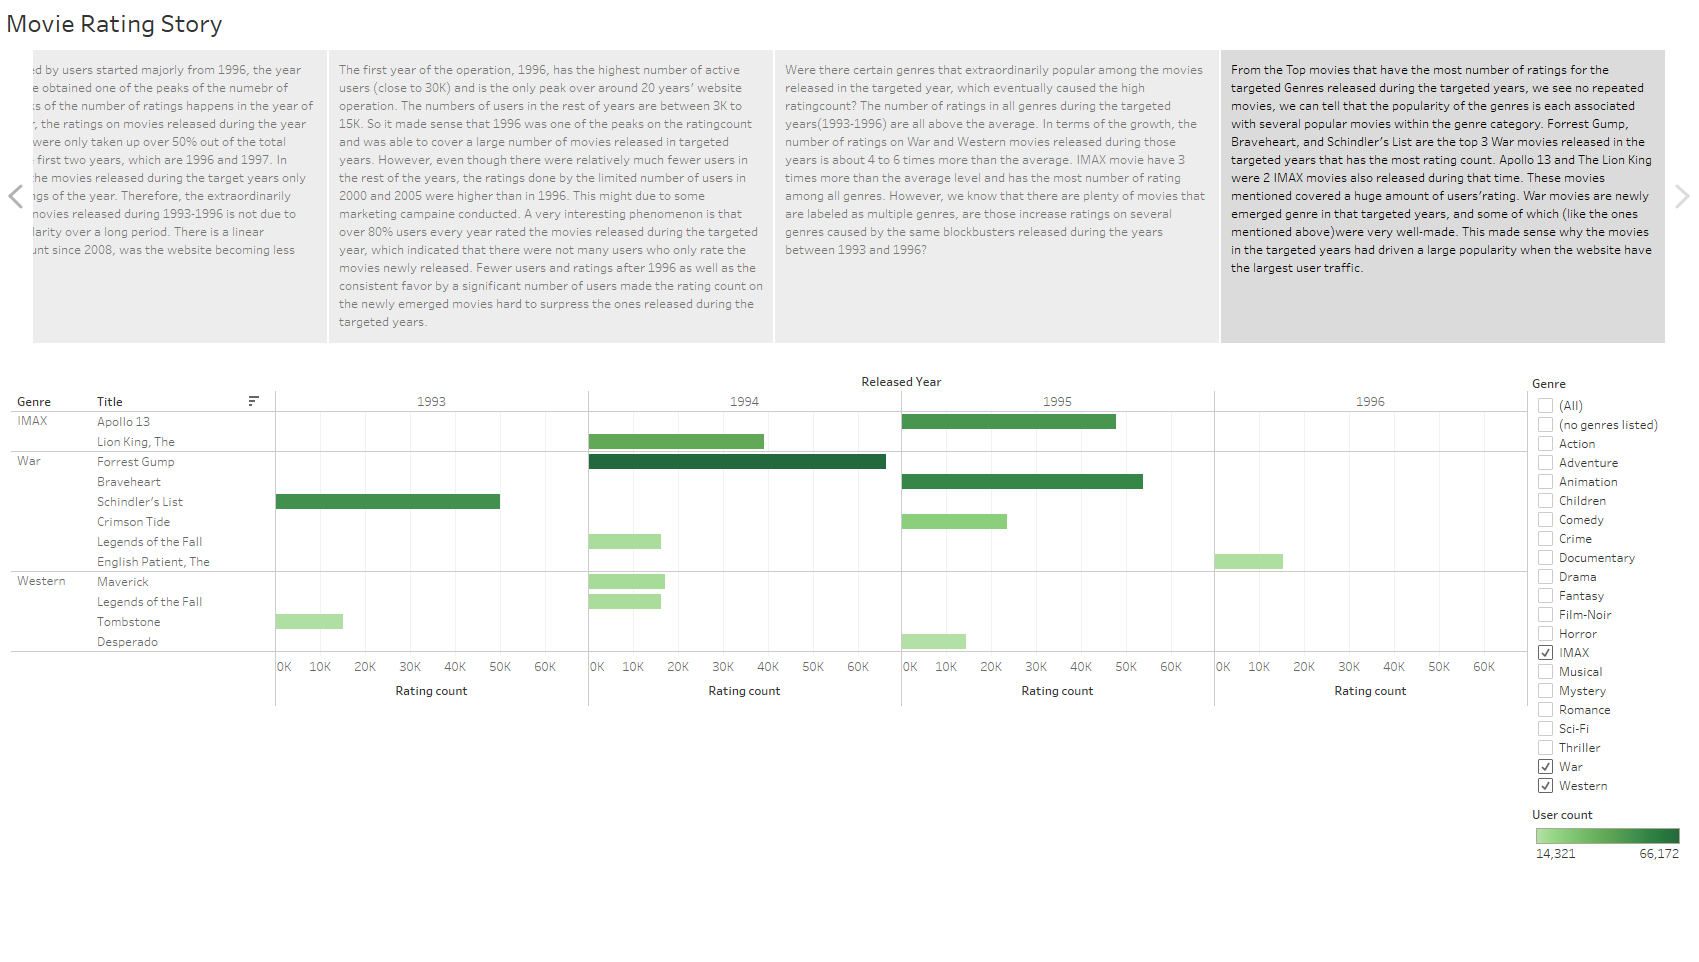 Movie Rating Story
by users started majorly from 1996, the year
obtained one of the peaks of the numebr of
of the number of ratings happens in the year of
the ratings on movies released during the year
were only taken up over 50% out of the total
first two years, which are 1996 and 1997. In
the movies released during the target years only
of the year. Therefore, the extraordinarily
movies released during 1993-1996 is not due to
over a long period. There is a linear
since 2008, was the website becoming less
The first year of the operation, 1996, has the highest number of active
users (close to 30K) and is the only peak over around 20 years' website
operation. The numbers of users in the rest of years are between 3K to
15K. So it made sense that 1996 was one of the peaks on the ratingcount
and was able to cover a large number of movies released in targeted
years. However, even though there were relatively much fewer users in
the rest of the years, the ratings done by the limited number of users in
2000 and 2005 were higher than in 1996. This might due to some
marketing campaine conducted. A very interesting phenomenon is that
over 80% users every year rated the movies released during the targeted
year, which indicated that there were not many users who only rate the
movies newly released. Fewer users and ratings after 1996 as well as the
consistent favor by a significant number of users made the rating count on
the newly emerged movies hard to surpress the ones released during the
targeted years.
Were there certain genres that extraordinarily popular among the movies
released in the targeted year, which eventually caused the high
ratingcount? The number of ratings in all genres during the targeted
years(1993-1996) are all above the average. In terms of the growth, the
number of ratings on War and Western movies released during those
years is about 4 to 6 times more than the average. IMAX movie have 3
times more than the average level and has the most number of rating
among all genres. However, we know that there are plenty of movies that
are labeled as multiple genres, are those increase ratings on several
genres caused by the same blockbusters released during the years
between 1993 and 1996?
From the Top movies that have the most number of ratings for the
targeted Genres released during the targeted years, we see no repeated
movies, we can tell that the popularity of the genres is each associated
with several popular movies within the genre category. Forrest Gump,
Braveheart, and Schindler's List are the top 3 War movies released in the
targeted years that has the most rating count. Apollo 13 and The Lion King
were 2 IMAX movies also released during that time. These movies
mentioned covered a huge amount of users'rating. War movies are newly
emerged genre in that targeted years, and some of which (like the ones
mentioned above)were very well-made. This made sense why the movies
in the targeted years had driven a large popularity when the website have
the largest user traffic.
Released Year
Genre Title 1993 1994 1995 1996
IMAX Apollo 13
Lion King, The
War Forrest Gump
Braveheart
Schindler's List
Crimson Tide
Legends of the Fall
English Patient, The
Western Maverick
Legends of the Fall
Tombstone
Desperado
0K 10K 20K 30K 40K 50K 60K 0K 10K 20K 30K 40K 50K 60K 0K 10K 20K 30K 40K 50K 60K 0K 10K 20K 30K 40K 50K 60K
Rating count Rating count Rating count Rating count
Genre
(All)
(no genres listed)
Action
Adventure
Animation
Children
Comedy
Crime
Documentary
Drama
Fantasy
Film-Noir
Horror
IMAX
Musical
Mystery
Romance
Sci-Fi
Thriller
War
Western
User count
14,321 66,172